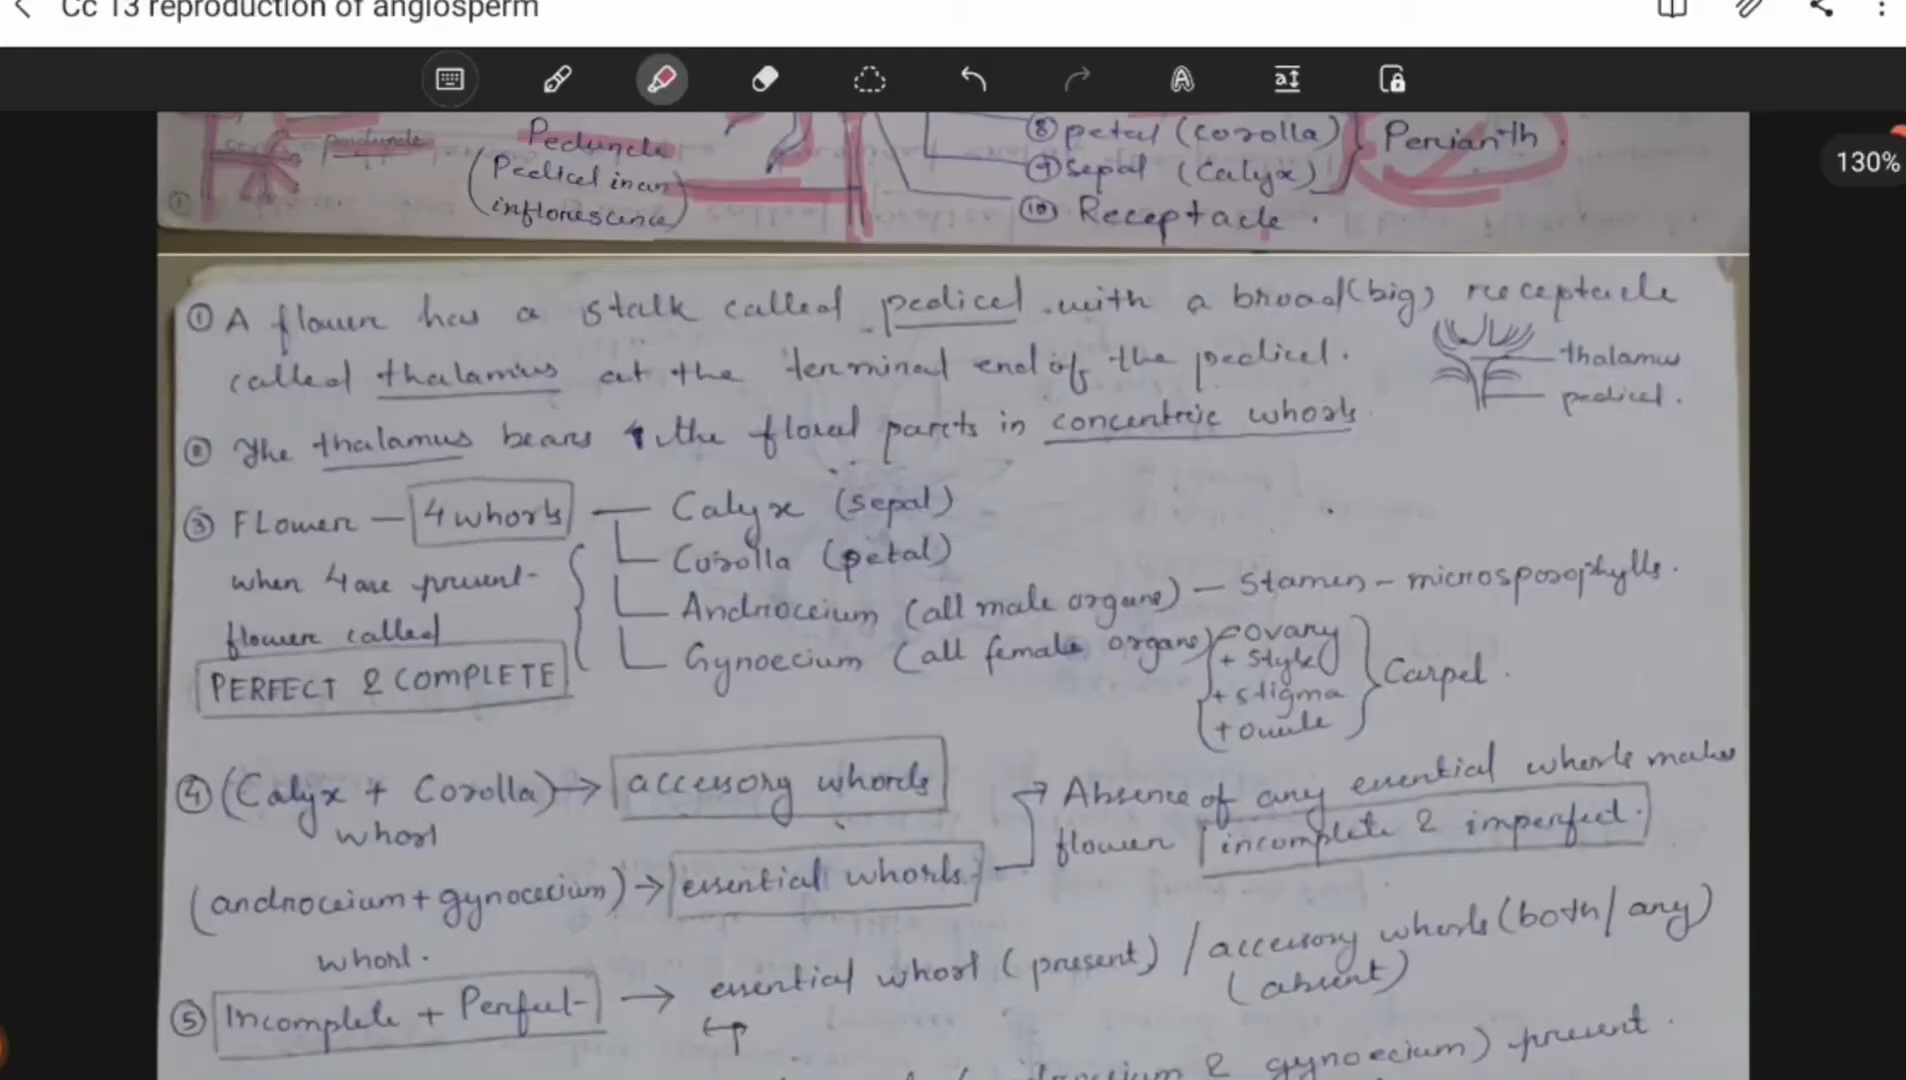 Cc 13 reproduction of angiosperm
130%
peduncle
Peduncle
(Pedicel in an
inflorescence)
⑧ petal (corolla)
⑨ sepal (Calyx)
Perianth
⑩ Receptacle.
① A flower has a stalk called pedicel with a broad (big) receptacle
called thalamus at the terminal end of the pedicel.
thalamus
pedicel.
② The thalamus bears the floral parts in concentric whorls
③ Flower — 4 whorls — Calyx (sepal)
Corolla (petal)
when 4 are present
flower called
PERFECT & COMPLETE
Androecium (all male organs) — Stamen – microsporophylls.
Gynoecium (all female organs)
ovary
+ style
+ stigma
+ ovule
Carpel.
④ (Calyx + Corolla) → accessory whorls
whorl
→ Absence of any essential whorls makes
flower incomplete & imperfect.
(androecium + gynoecium) → essential whorls
whorl.
⑤ Incomplete + Perfect → essential whorl (present) / accessory whorls (both / any)
(absent)
& gynoecium) present.